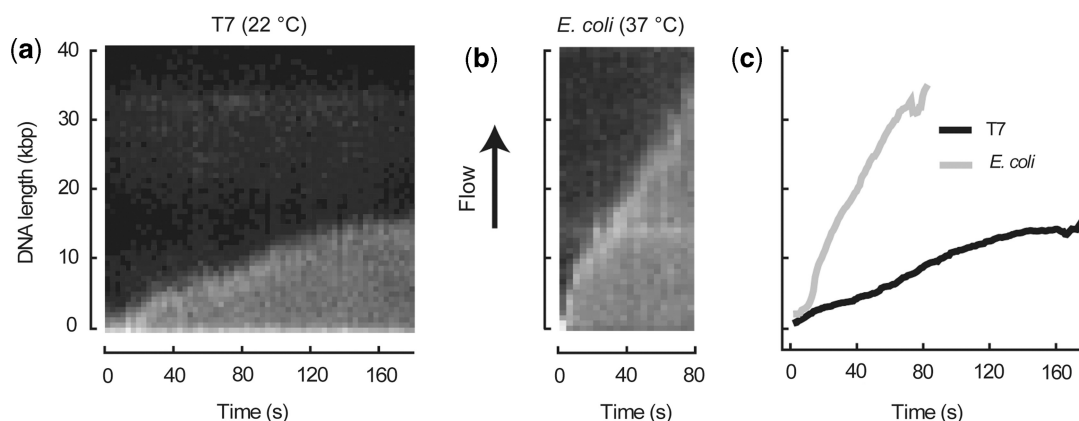 T7 (22 °C)
E. coli (37 °C)
(a)
(b)
(c)
40
30
20
10
0
DNA length (kbp)
Flow
T7
E. coli
0 40 80 120 160
0 40 80
0 40 80 120 160
Time (s)
Time (s)
Time (s)